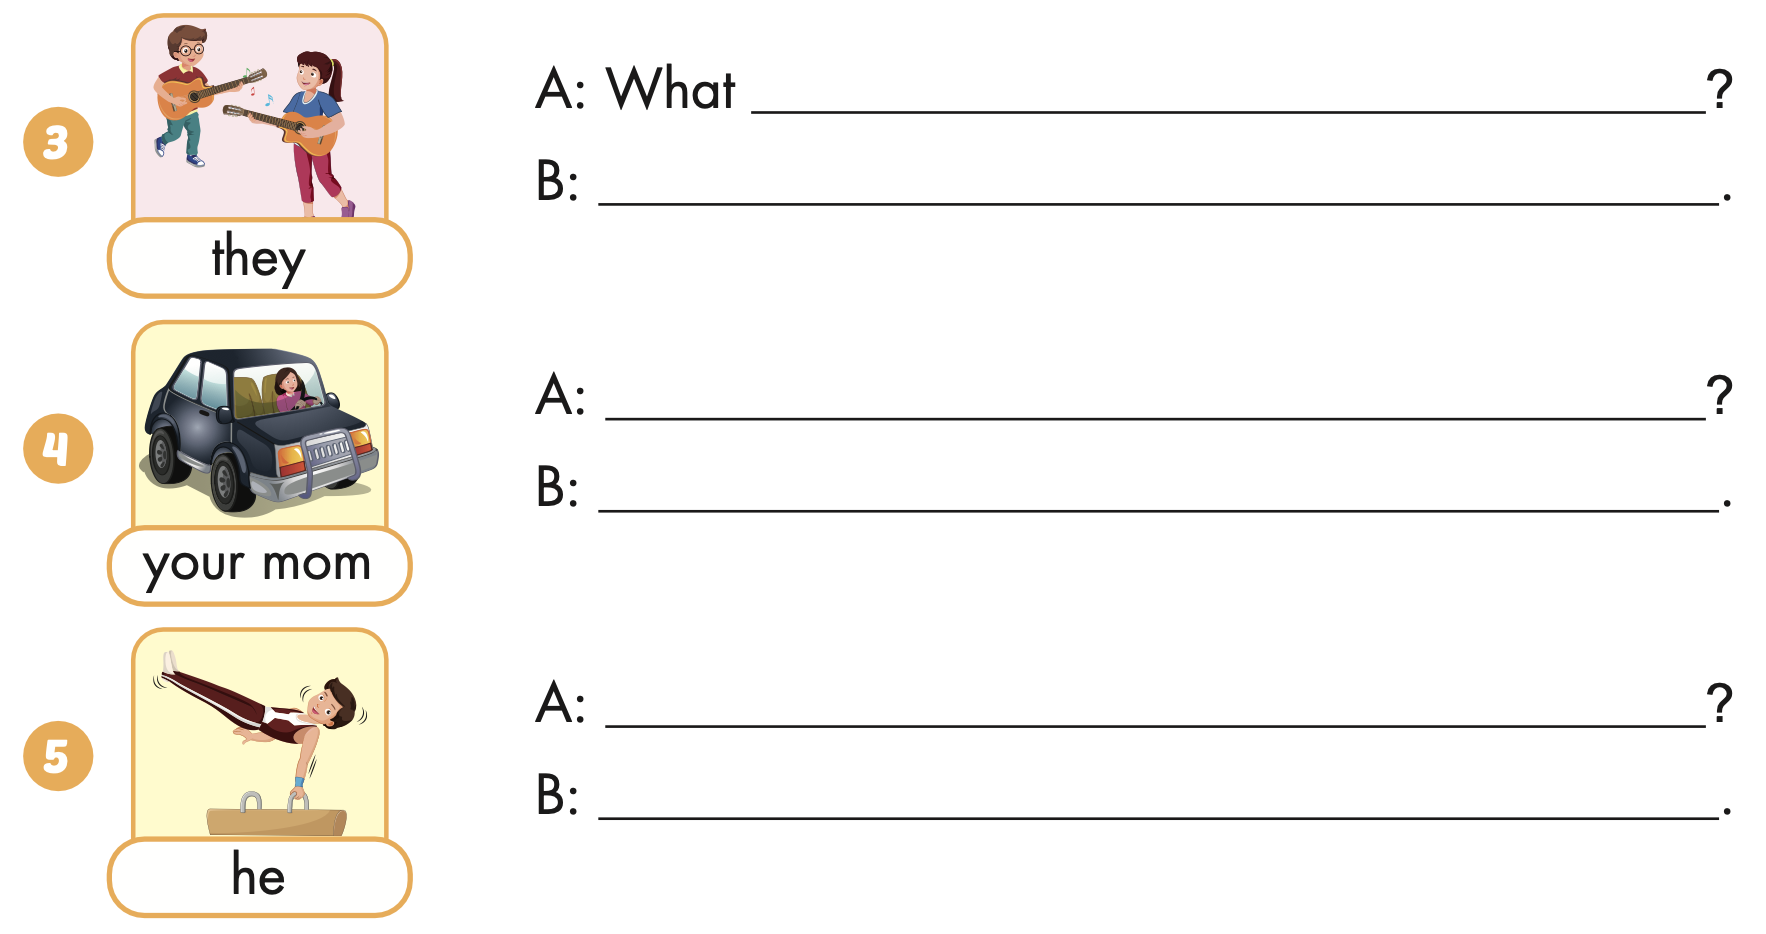 3
they
A: What ?
B: .
4
your mom
A: ?
B: .
5
he
A: ?
B: .